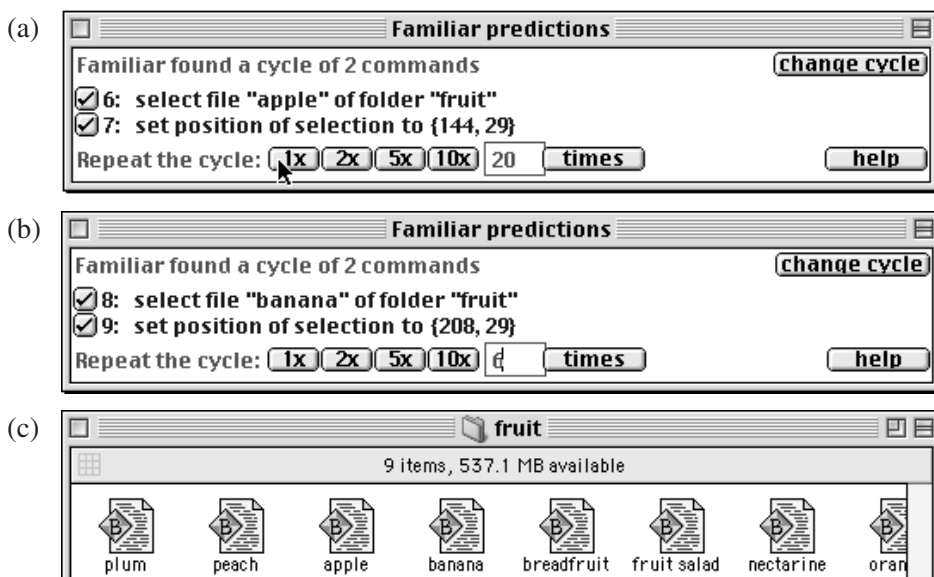 (a)
Familiar predictions
Familiar found a cycle of 2 commands change cycle
6: select file "apple" of folder "fruit"
7: set position of selection to {144, 29}
Repeat the cycle: 1x 2x 5x 10x 20 times help
(b)
Familiar predictions
Familiar found a cycle of 2 commands change cycle
8: select file "banana" of folder "fruit"
9: set position of selection to {208, 29}
Repeat the cycle: 1x 2x 5x 10x 6 times help
(c)
fruit
9 items, 537.1 MB available
B B B B B B B B
plum peach apple banana breadfruit fruit salad nectarine oran